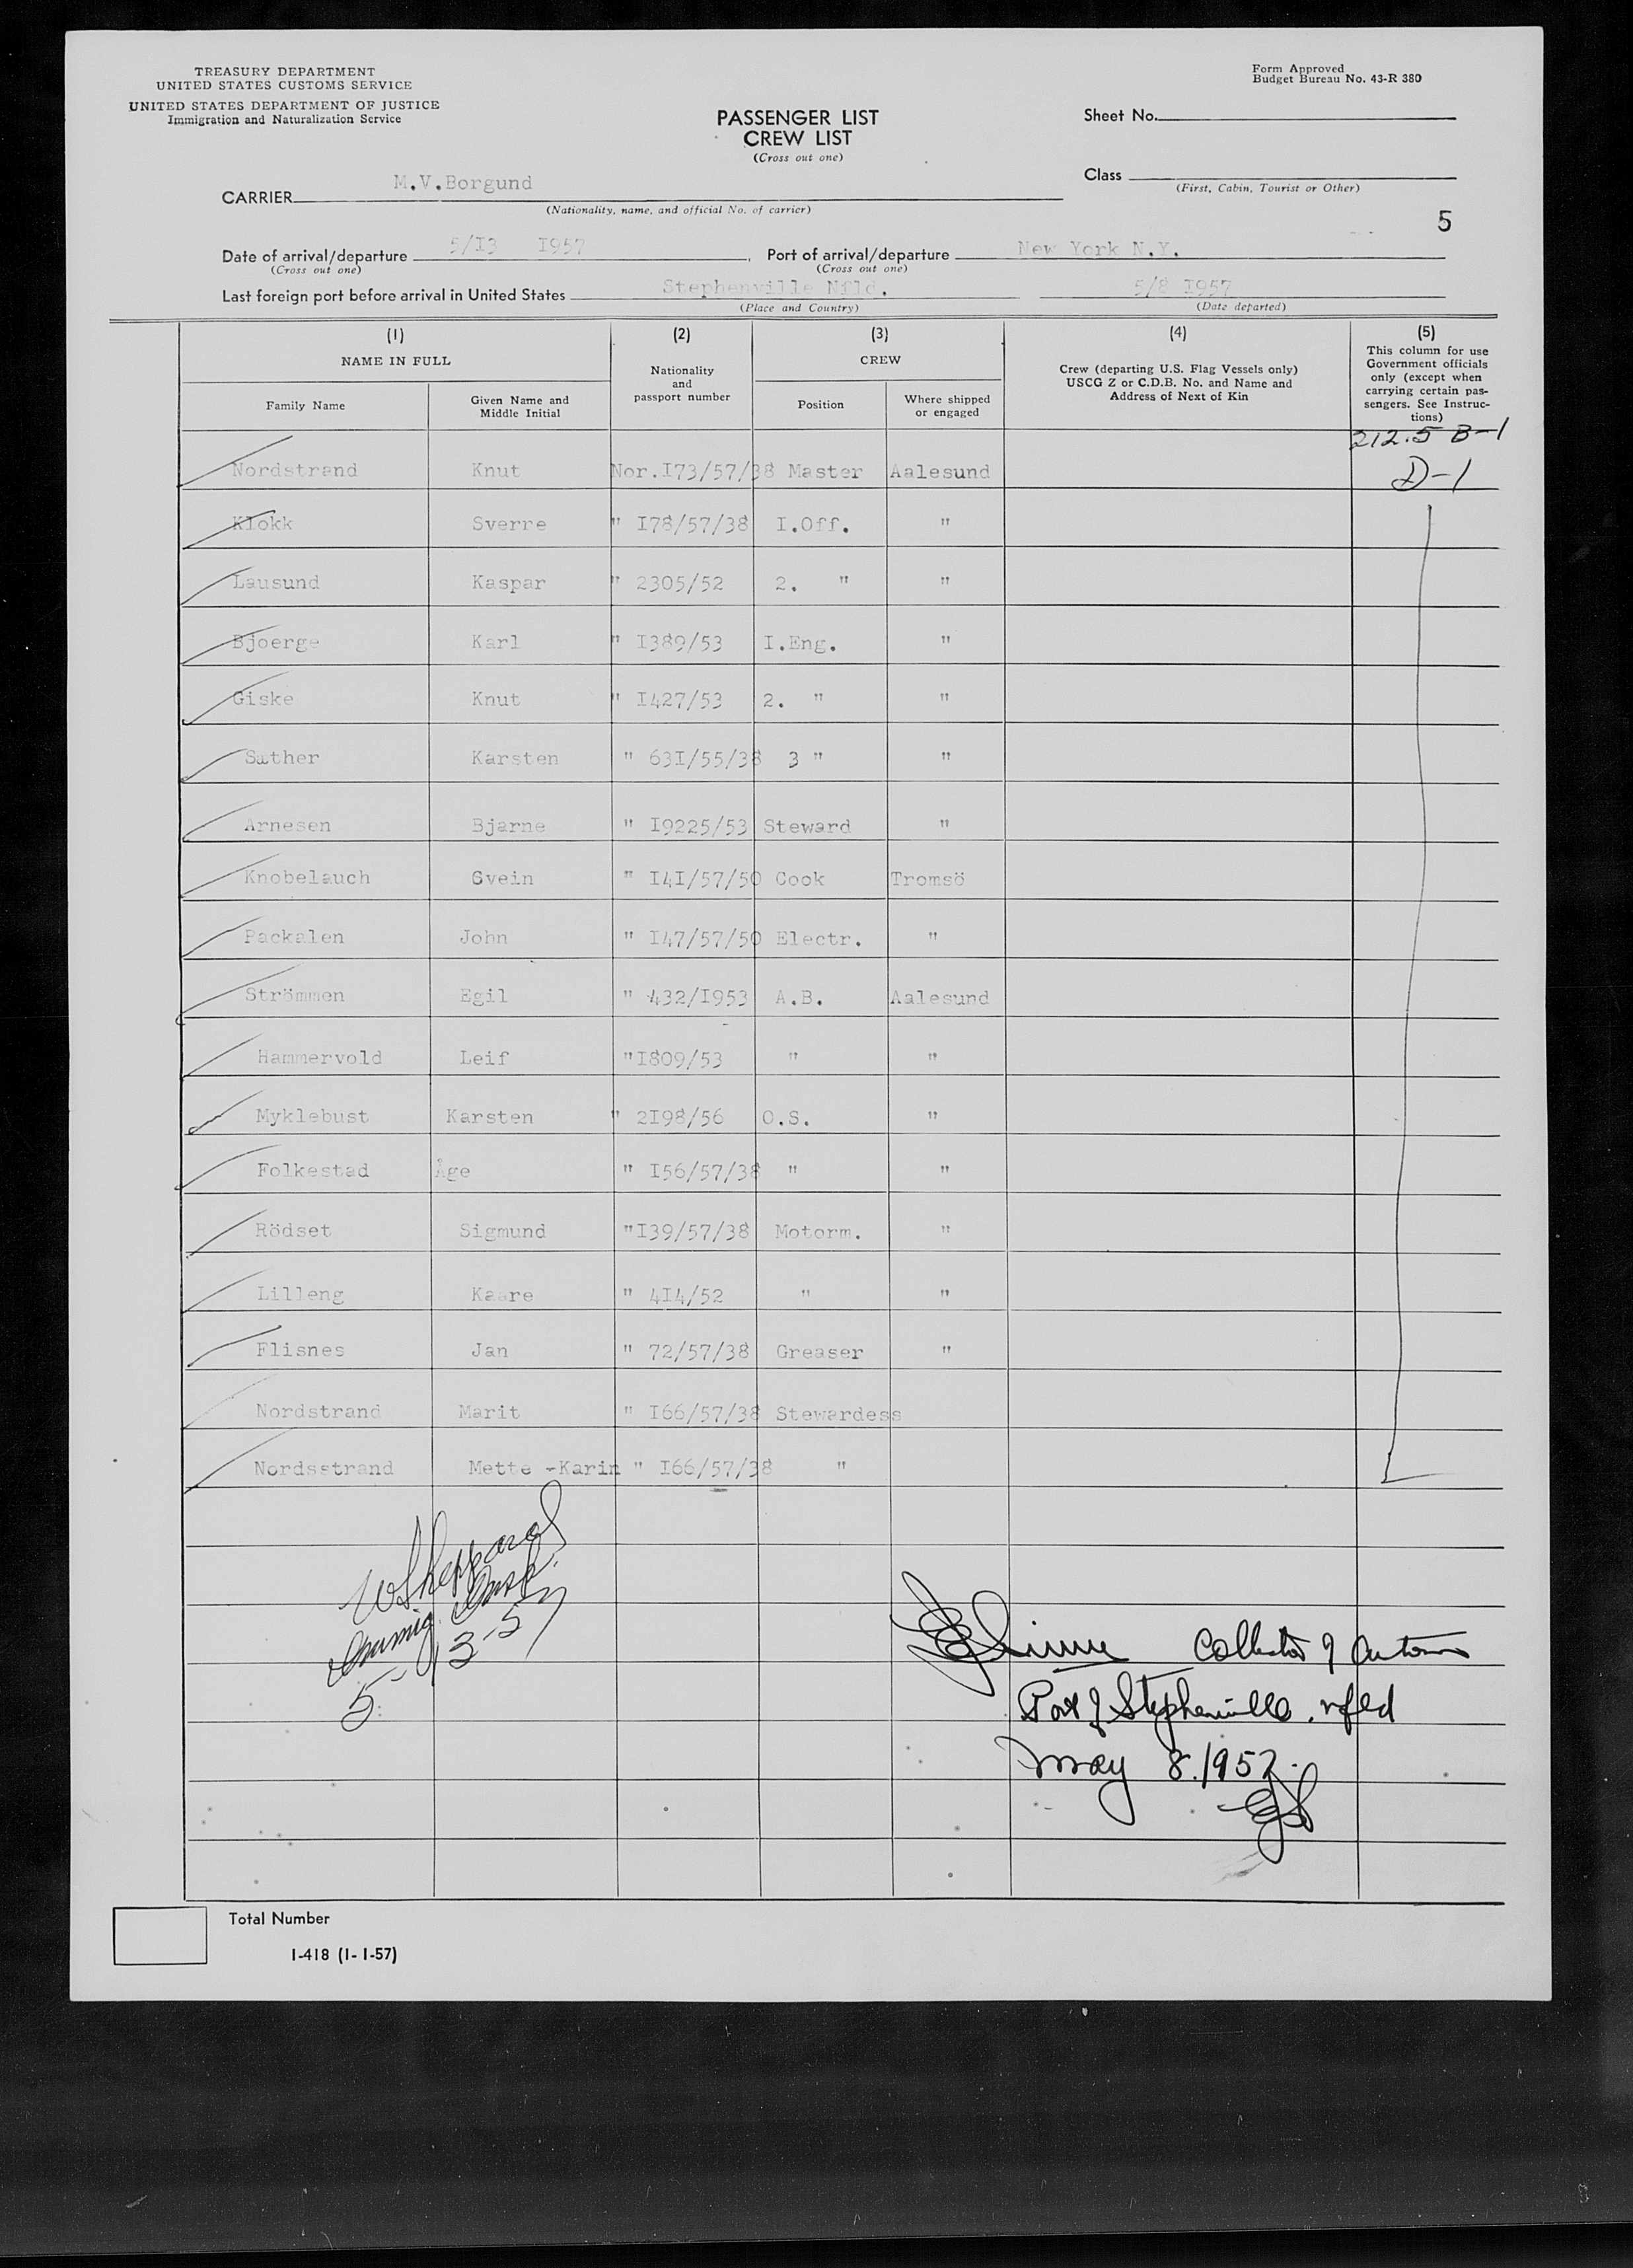 TREASURY DEPARTMENT
UNITED STATES CUSTOMS SERVICE
UNITED STATES DEPARTMENT OF JUSTICE
Immigration and Naturalization Service
Form Approved
Budget Bureau No. 43-R 380
PASSENGER LIST
CREW LIST
(Cross out one)
Sheet No.
Class
(First, Cabin, Tourist or Other)
CARRIER M.V.Borgund
(Nationality, name, and official No. of carrier)
5
Date of arrival/departure 5/I3 I957 Port of arrival/departure New York N.Y.
(Cross out one) (Cross out one)
Last foreign port before arrival in United States Stephenville Nfld. 5/8 I957
(Place and Country) (Date departed)
(1) (2) (3) (4) (5)
NAME IN FULL
Nationality and passport number
CREW
Crew (departing U.S. Flag Vessels only)
USCG Z or C.D.B. No. and Name and
Address of Next of Kin
This column for use
Government officials
only (except when
carrying certain pas-
sengers. See Instruc-
tions)
Family Name Given Name and Middle Initial Position Where shipped or engaged
212.5 B-1
Nordstrand Knut Nor.I73/57/38 Master Aalesund D-1
Klokk Sverre " I78/57/38 I.Off. "
Lausund Kaspar " 2305/52 2. " "
Bjoerge Karl " I389/53 I.Eng. "
Giske Knut " I427/53 2. " "
Sæther Karsten " 63I/55/38 3 " "
Arnesen Bjarne " I9225/53 Steward "
Knobelauch Svein " I4I/57/50 Cook Tromsö
Packalen John " I47/57/50 Electr. "
Strömmen Egil " 432/I953 A.B. Aalesund
Hammervold Leif "I809/53 " "
Myklebust Karsten " 2I98/56 O.S. "
Folkestad Åge " I56/57/38 " "
Rödset Sigmund "I39/57/38 Motorm. "
Lilleng Kaare " 4I4/52 " "
Flisnes Jan " 72/57/38 Greaser "
Nordstrand Marit " I66/57/38 Stewardess
Nordsstrand Mette -Karin " I66/57/38 "
WSheppard
Immig. Insp.
5-13-57
Collector of Customs
Port of Stephenville, nfld
May 8.1957.
Total Number
I-418 (1-1-57)